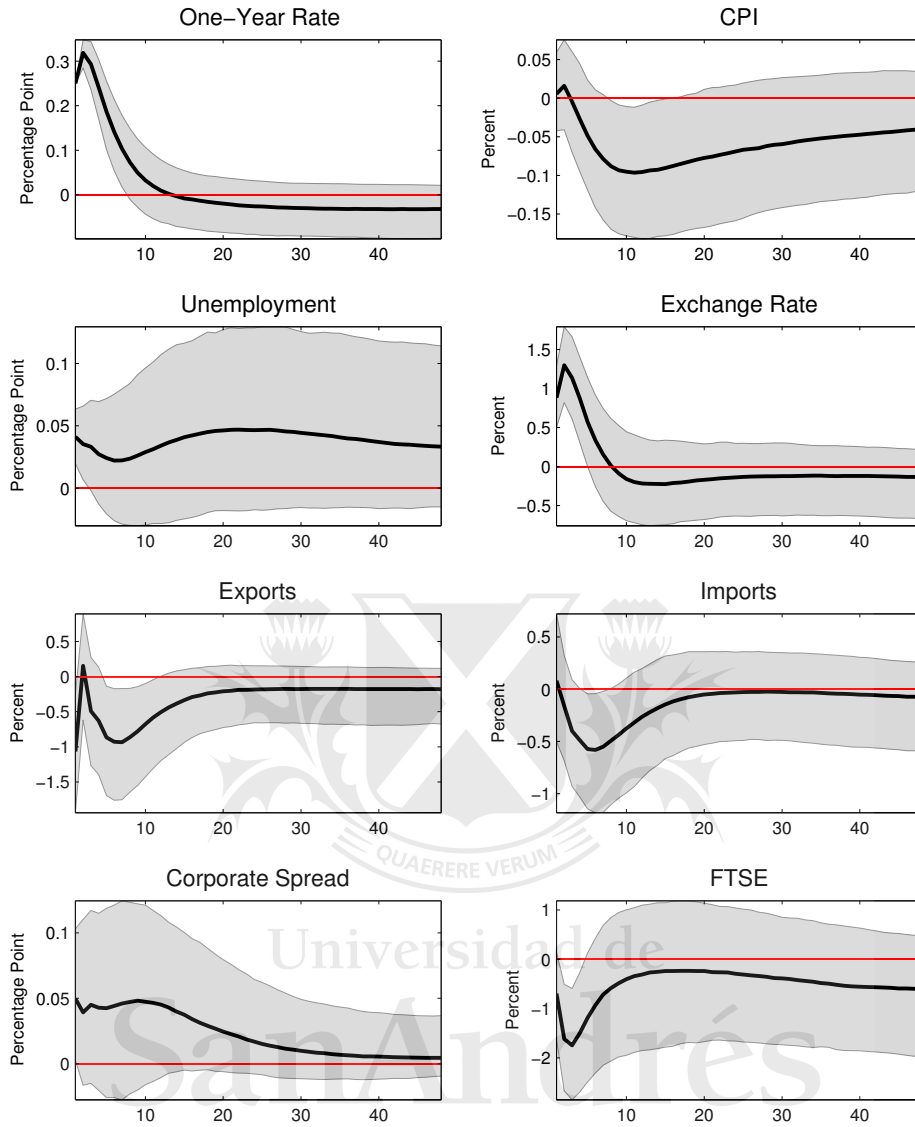 One−Year Rate
Percentage Point
0.3
0.2
0.1
0
10 20 30 40
CPI
Percent
0.05
0
−0.05
−0.1
−0.15
10 20 30 40
Unemployment
Percentage Point
0.1
0.05
0
10 20 30 40
Exchange Rate
Percent
1.5
1
0.5
0
−0.5
10 20 30 40
Exports
Percent
0.5
0
−0.5
−1
−1.5
10 20 30 40
Imports
Percent
0.5
0
−0.5
−1
10 20 30 40
QUAERERE VERUM
Corporate Spread
Percentage Point
0.1
0.05
0
10 20 30 40
FTSE
Percent
1
0
−1
−2
10 20 30 40
Universidad de
SanAndrés